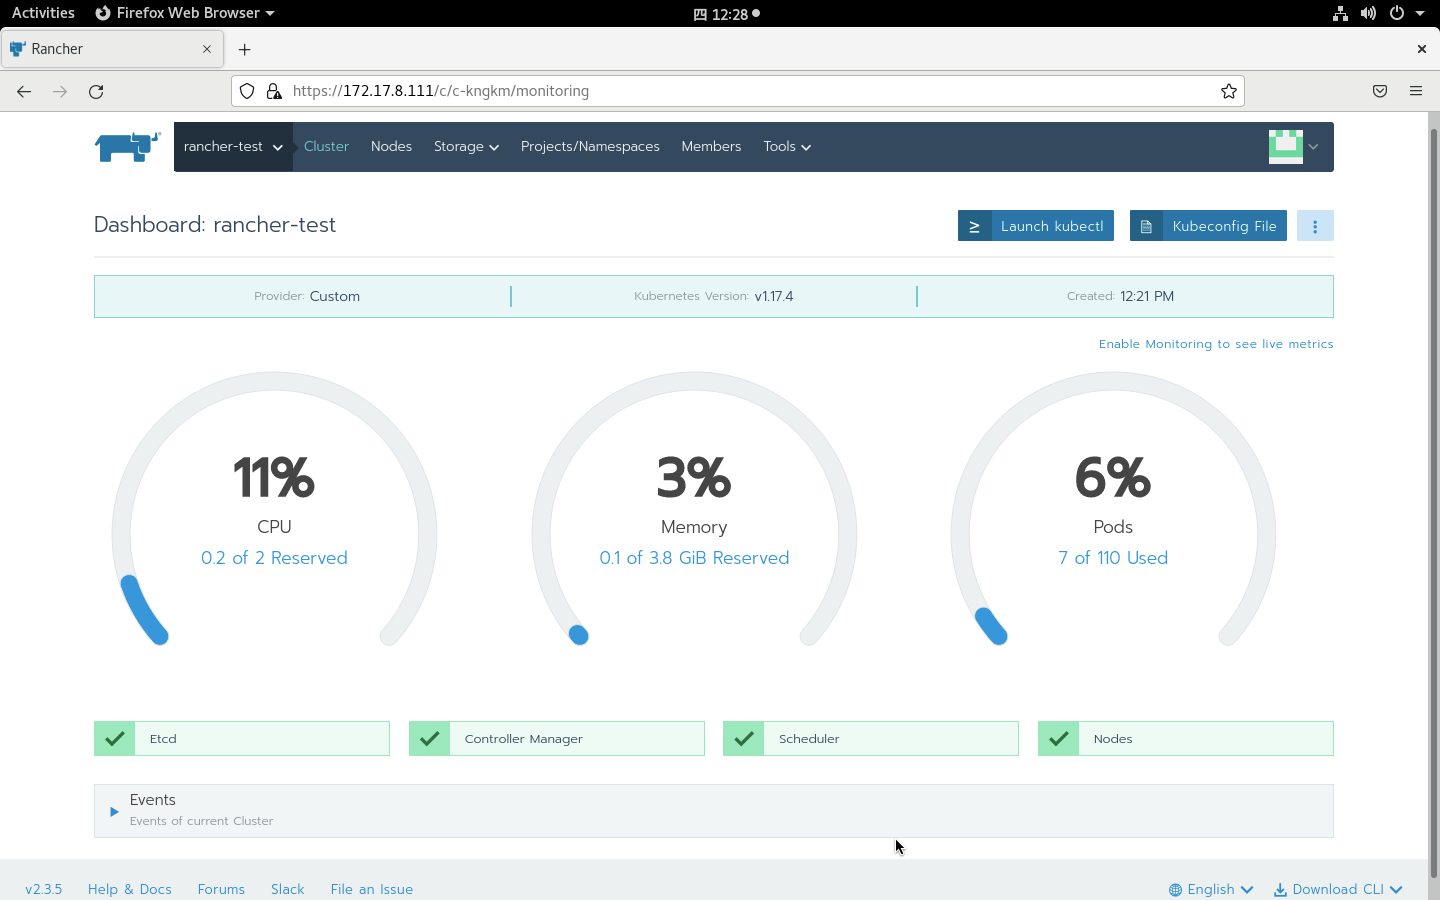 Activities
Firefox Web Browser
四 12:28
Rancher
https://172.17.8.111/c/c-kngkm/monitoring
rancher-test
Cluster
Nodes
Storage
Projects/Namespaces
Members
Tools
Dashboard: rancher-test
Launch kubectl
Kubeconfig File
Provider: Custom
Kubernetes Version: v1.17.4
Created: 12:21 PM
Enable Monitoring to see live metrics
11%
CPU
0.2 of 2 Reserved
3%
Memory
0.1 of 3.8 GiB Reserved
6%
Pods
7 of 110 Used
Etcd
Controller Manager
Scheduler
Nodes
Events
Events of current Cluster
v2.3.5
Help & Docs
Forums
Slack
File an Issue
English
Download CLI